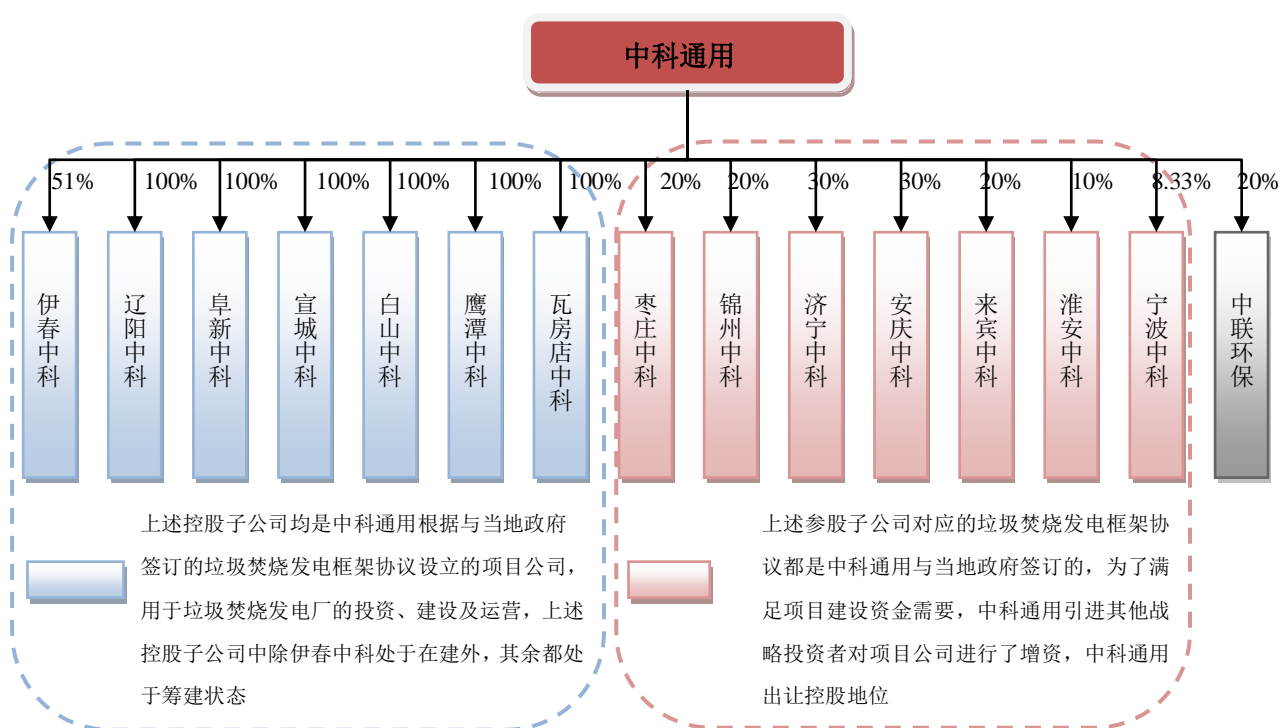 中科通用
51% 100% 100% 100% 100% 100% 100% 20% 20% 30% 30% 20% 10% 8.33% 20%
伊春中科
辽阳中科
阜新中科
宣城中科
白山中科
鹰潭中科
瓦房店中科
枣庄中科
锦州中科
济宁中科
安庆中科
来宾中科
淮安中科
宁波中科
中联环保
上述控股子公司均是中科通用根据与当地政府
签订的垃圾焚烧发电框架协议设立的项目公司，
用于垃圾焚烧发电厂的投资、建设及运营，上述
控股子公司中除伊春中科处于在建外，其余都处
于筹建状态
上述参股子公司对应的垃圾焚烧发电框架协
议都是中科通用与当地政府签订的，为了满
足项目建设资金需要，中科通用引进其他战
略投资者对项目公司进行了增资，中科通用
出让控股地位